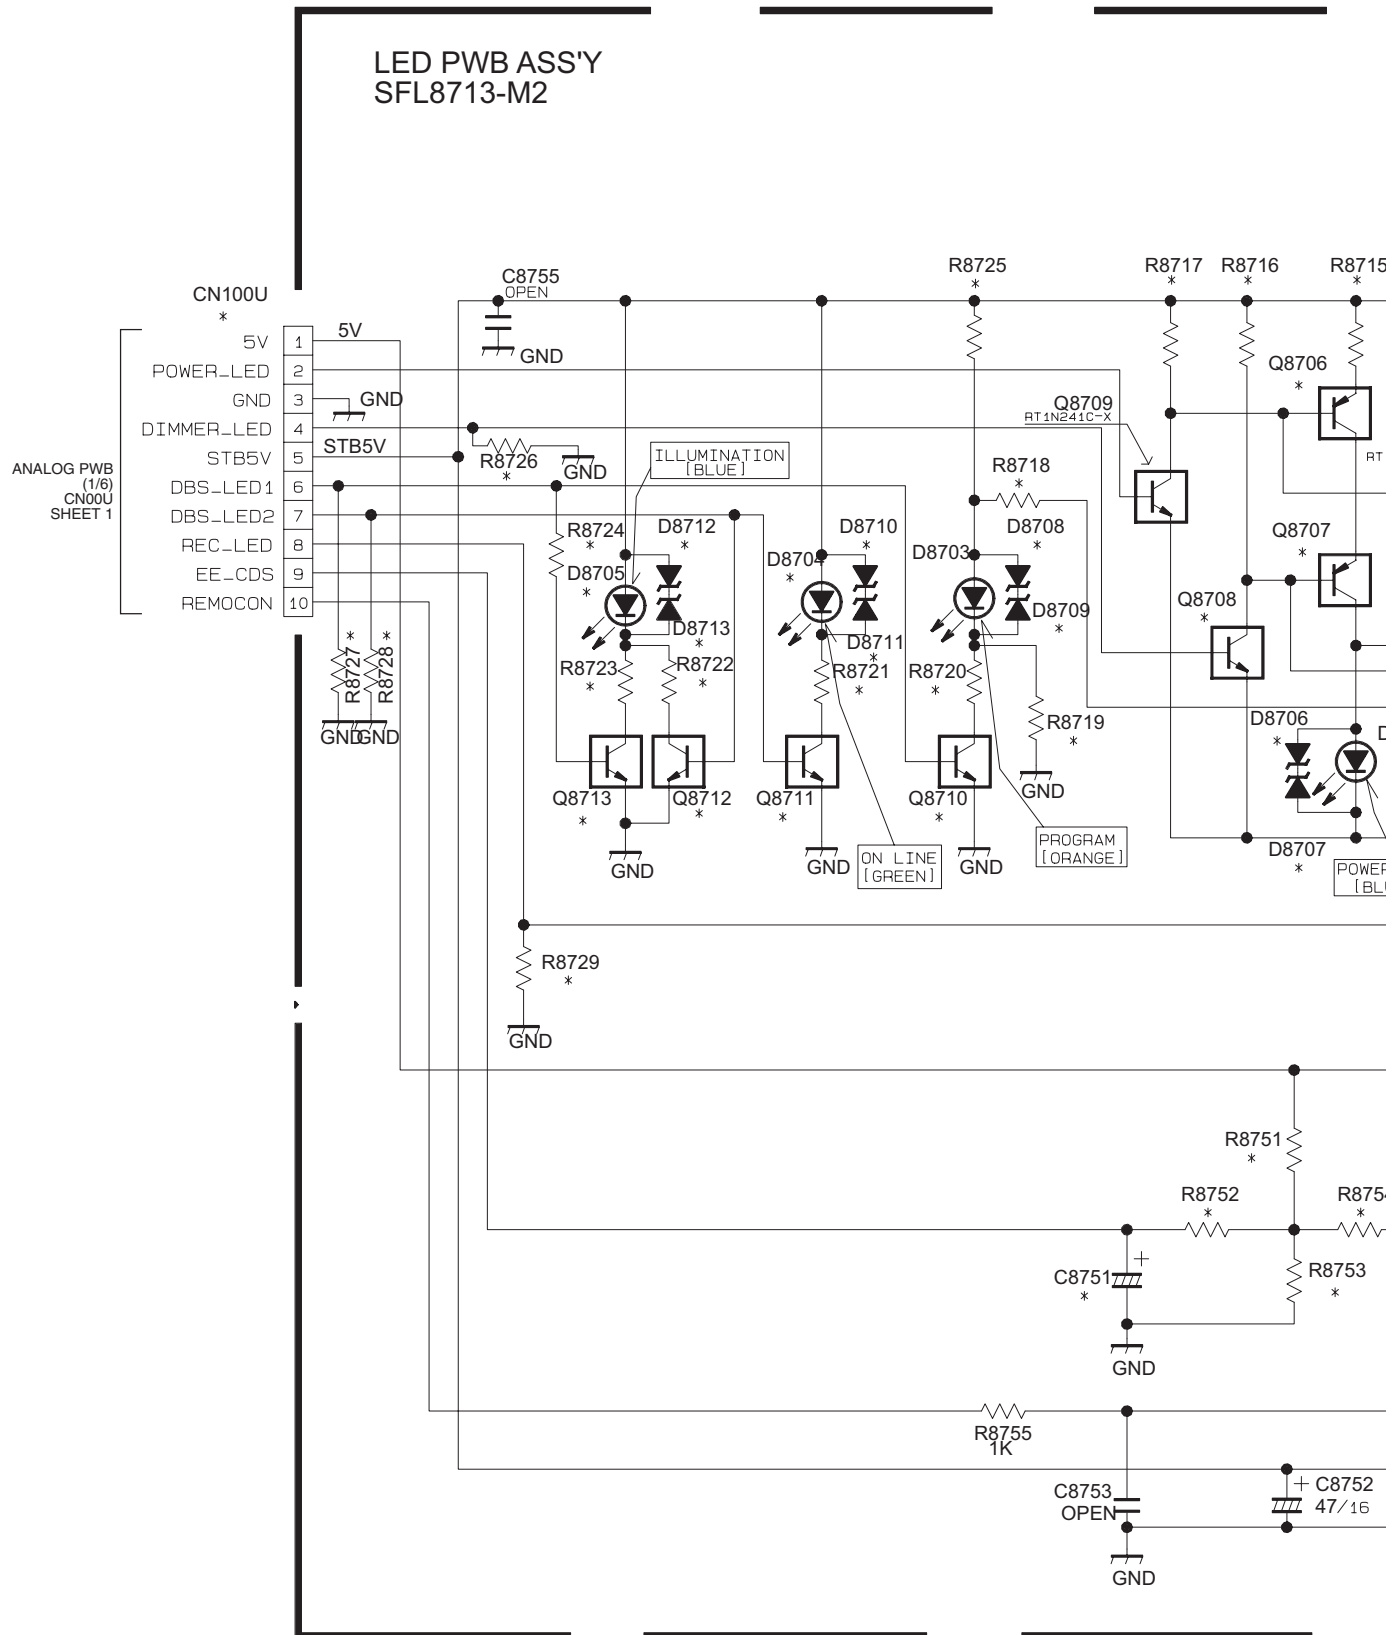 LED PWB ASS'Y
SFL8713-M2
R8725
*
R8717
*
R8716
*
R8715
*
C8755
OPEN
GND
CN100U
*
5V
1
5V
POWER_LED
2
GND
3
GND
DIMMER_LED
4
STB5V
5
STB5V
DBS_LED1
6
DBS_LED2
7
REC_LED
8
EE_CDS
9
REMOCON
10
ANALOG PWB
(1/6)
CN00U
SHEET 1
Q8706
*
Q8709
RT1N241C-X
RT
R8726
*
GND
ILLUMINATION
[BLUE]
R8718
*
R8724
*
D8712
*
D8710
*
D8708
*
Q8707
*
D8705
*
D8704
*
D8703
D8713
*
D8711
*
D8709
*
Q8708
*
R8727 *
R8728 *
R8723
*
R8722
*
R8721
*
R8720
*
R8719
*
D8706
*
D
GND
GND
GND
Q8713
*
Q8712
*
Q8711
*
Q8710
*
GND
GND
GND
ON LINE
[GREEN]
PROGRAM
[ORANGE]
D8707
*
POWER
[BLU
R8729
*
GND
R8751
*
R8752
*
R8754
*
R8753
*
C8751
*
+
GND
R8755
1K
C8753
OPEN
+ C8752
47/16
GND